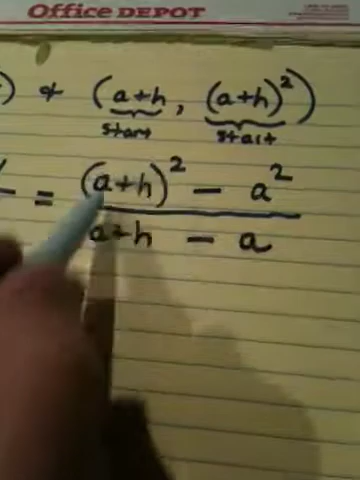 Office DEPOT
) & (a+h, (a+h)²)
start start
= (a+h)² - a²
a+h - a